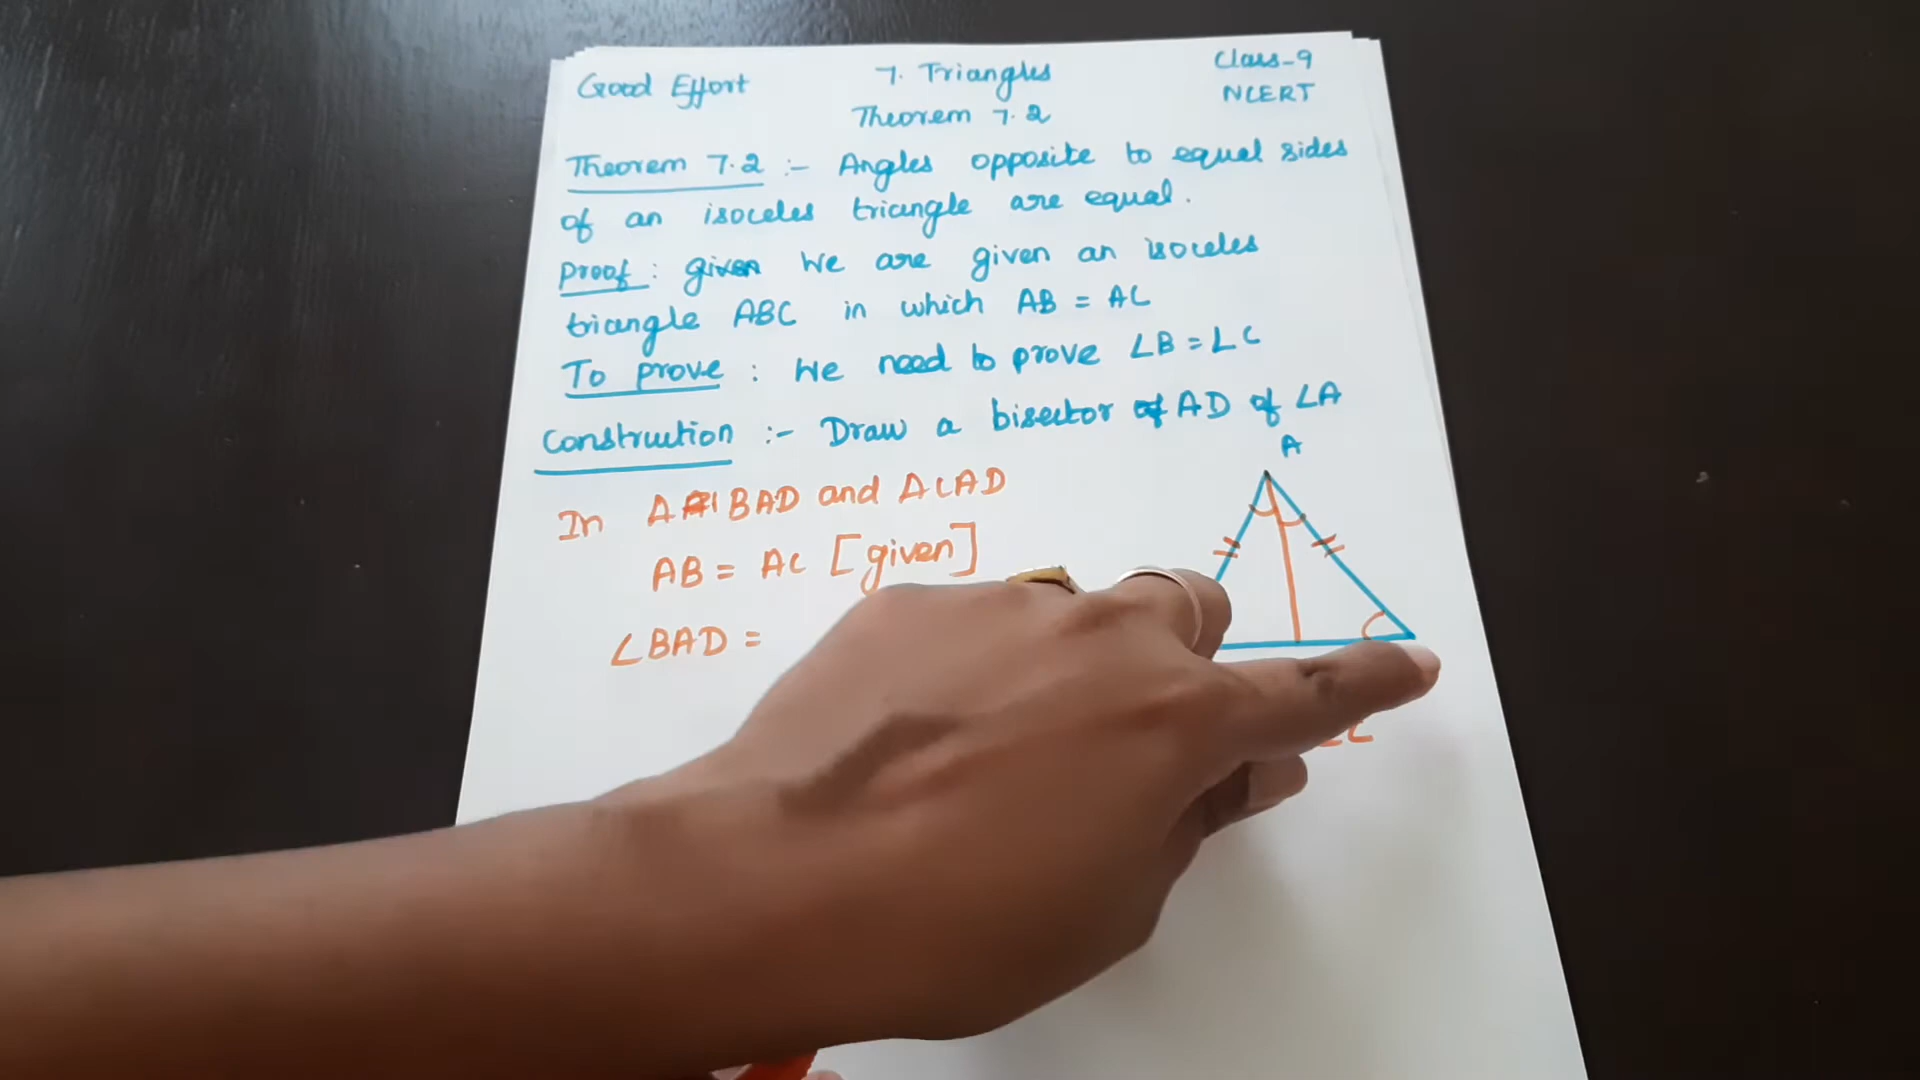 Good Effort
7. Triangles
Class-9
NCERT
Theorem 7.2
Theorem 7.2 :- Angles opposite to equal sides
of an isoceles triangle are equal.
Proof : given We are given an isoceles
triangle ABC in which AB = AC
To prove : We need to prove ∠B = ∠C
Construction :- Draw a bisector of AD of ∠A
A
In Δ BAD and ΔCAD
AB = AC [given]
∠BAD =
∠C